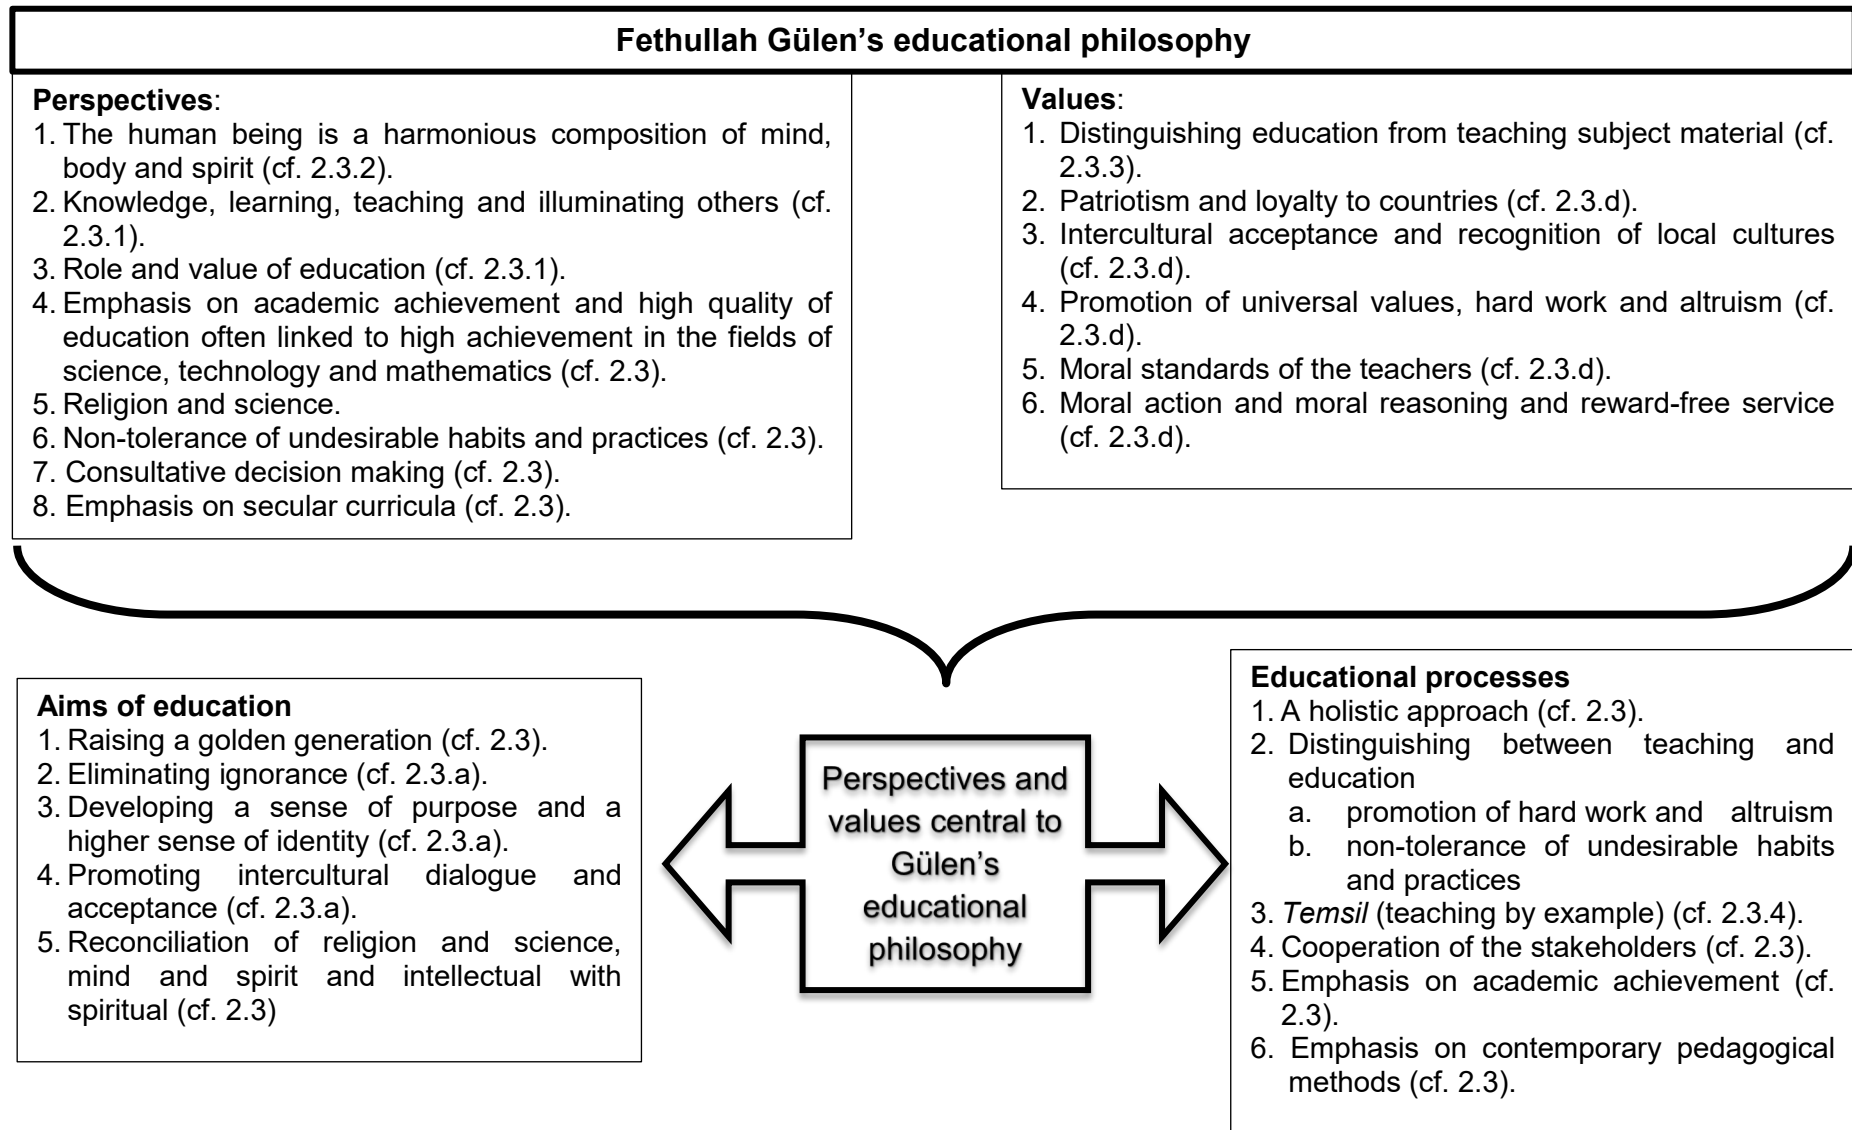 Fethullah Gülen’s educational philosophy
Perspectives:
1. The human being is a harmonious composition of mind,
body and spirit (cf. 2.3.2).
2. Knowledge, learning, teaching and illuminating others (cf.
2.3.1).
3. Role and value of education (cf. 2.3.1).
4. Emphasis on academic achievement and high quality of
education often linked to high achievement in the fields of
science, technology and mathematics (cf. 2.3).
5. Religion and science.
6. Non-tolerance of undesirable habits and practices (cf. 2.3).
7. Consultative decision making (cf. 2.3).
8. Emphasis on secular curricula (cf. 2.3).
Values:
1. Distinguishing education from teaching subject material (cf.
2.3.3).
2. Patriotism and loyalty to countries (cf. 2.3.d).
3. Intercultural acceptance and recognition of local cultures
(cf. 2.3.d).
4. Promotion of universal values, hard work and altruism (cf.
2.3.d).
5. Moral standards of the teachers (cf. 2.3.d).
6. Moral action and moral reasoning and reward-free service
(cf. 2.3.d).
Aims of education
1. Raising a golden generation (cf. 2.3).
2. Eliminating ignorance (cf. 2.3.a).
3. Developing a sense of purpose and a
higher sense of identity (cf. 2.3.a).
4. Promoting intercultural dialogue and
acceptance (cf. 2.3.a).
5. Reconciliation of religion and science,
mind and spirit and intellectual with
spiritual (cf. 2.3)
Perspectives and
values central to
Gülen’s
educational
philosophy
Educational processes
1. A holistic approach (cf. 2.3).
2. Distinguishing between teaching and
education
a. promotion of hard work and altruism
b. non-tolerance of undesirable habits
and practices
3. Temsil (teaching by example) (cf. 2.3.4).
4. Cooperation of the stakeholders (cf. 2.3).
5. Emphasis on academic achievement (cf.
2.3).
6. Emphasis on contemporary pedagogical
methods (cf. 2.3).